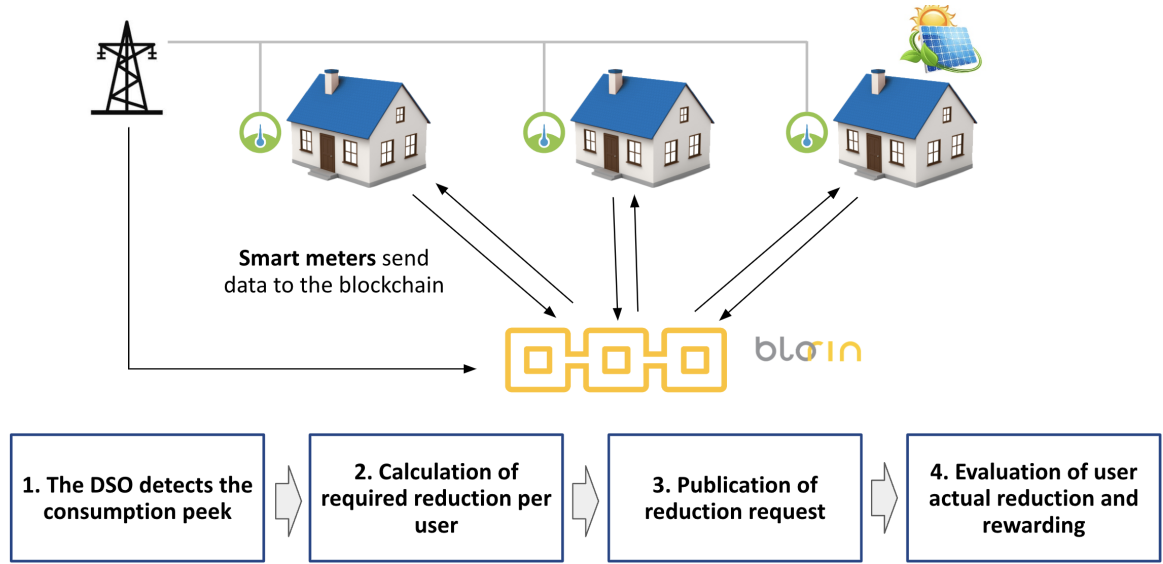 Smart meters send
data to the blockchain
blorin
1. The DSO detects the
consumption peek
2. Calculation of
required reduction per
user
3. Publication of
reduction request
4. Evaluation of user
actual reduction and
rewarding